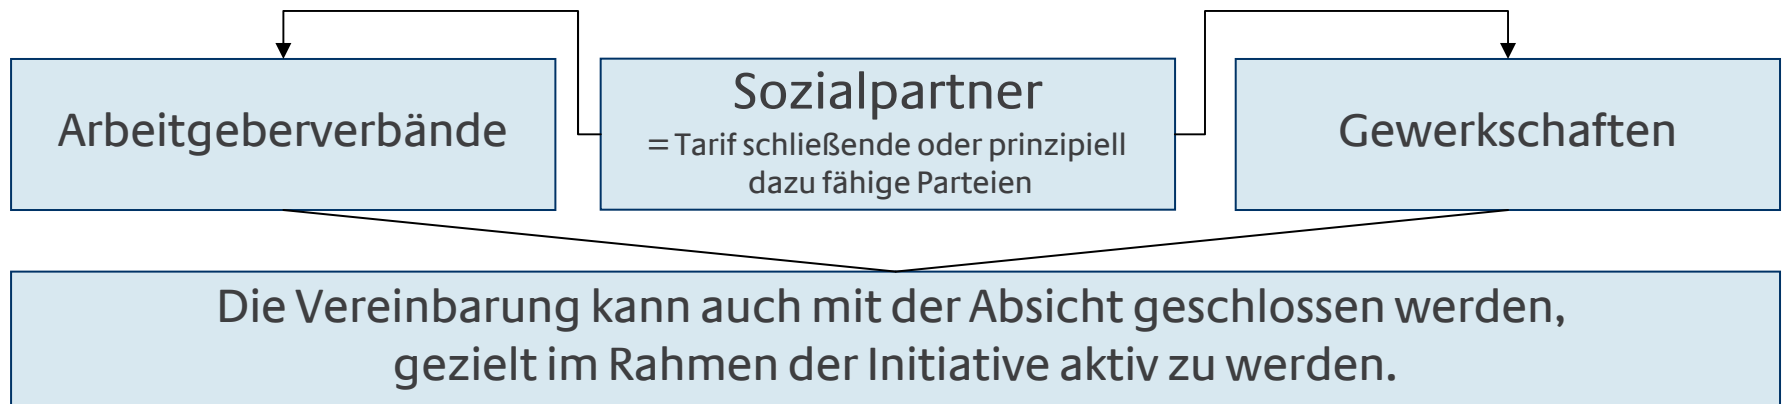 Arbeitgeberverbände
Sozialpartner
= Tarif schließende oder prinzipiell
dazu fähige Parteien
Gewerkschaften
Die Vereinbarung kann auch mit der Absicht geschlossen werden,
gezielt im Rahmen der Initiative aktiv zu werden.